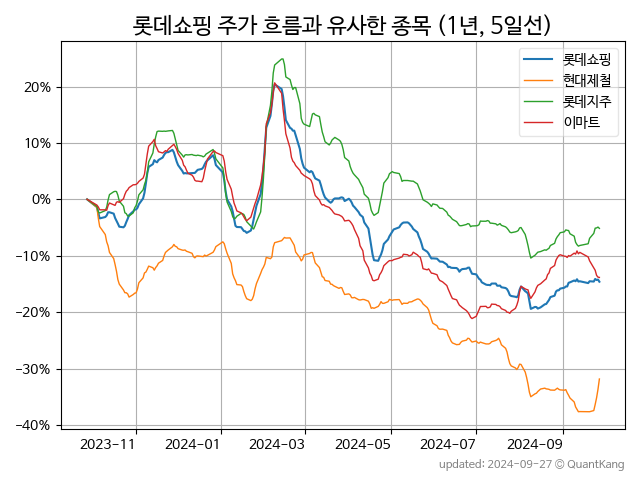 롯데쇼핑 주가 흐름과 유사한 종목 (1년, 5일선)
롯데쇼핑
현대제철
롯데지주
이마트
20%
10%
0%
−10%
−20%
−30%
−40%
2023-11
2024-01
2024-03
2024-05
2024-07
2024-09
updated: 2024-09-27 © QuantKang